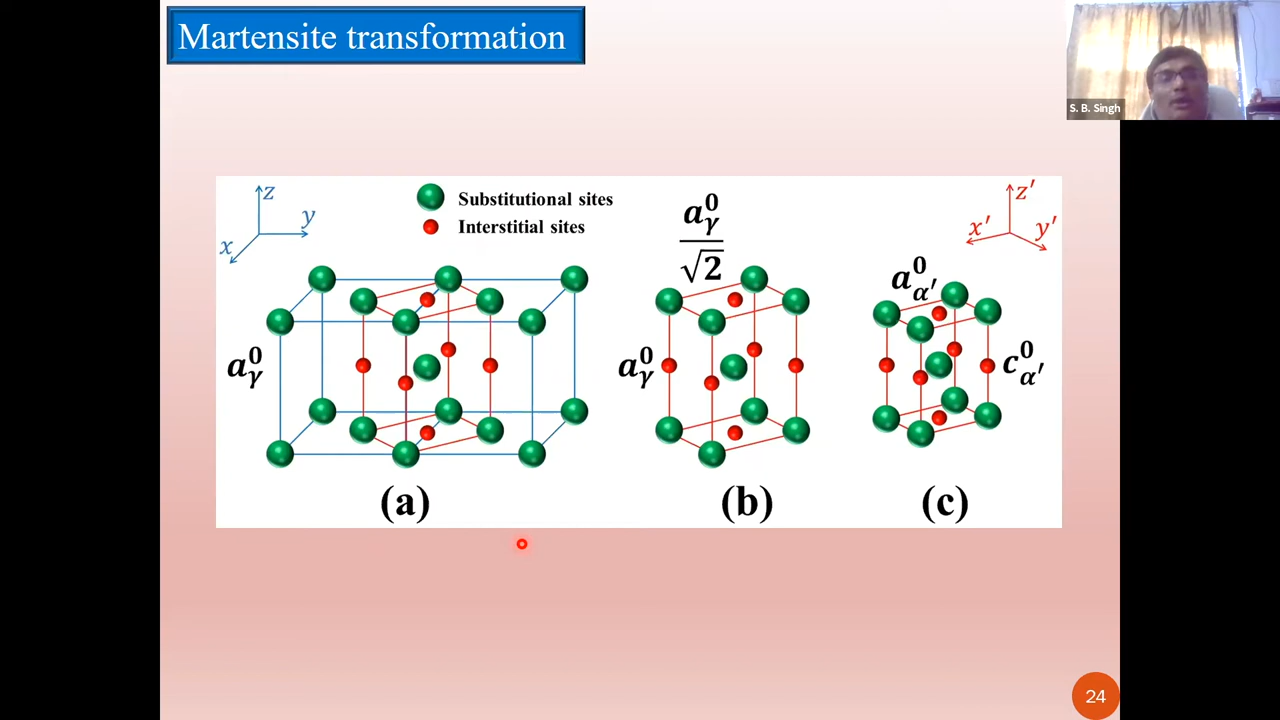 Martensite transformation
S. B. Singh
z
y
x
Substitutional sites
Interstitial sites
a⁰γ
a⁰γ
√2
a⁰γ
z′
x′
y′
a⁰α′
c⁰α′
(a)
(b)
(c)
24